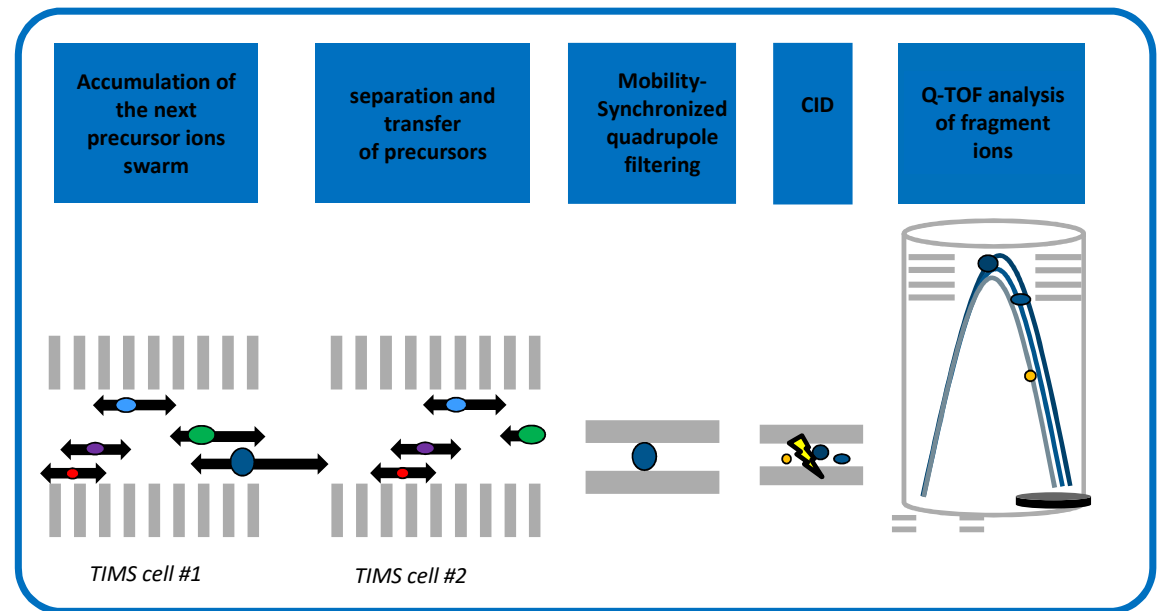 Accumulation of
the next
precursor ions
swarm
separation and
transfer
of precursors
Mobility-
Synchronized
quadrupole
filtering
CID
Q-TOF analysis
of fragment
ions
TIMS cell #1
TIMS cell #2